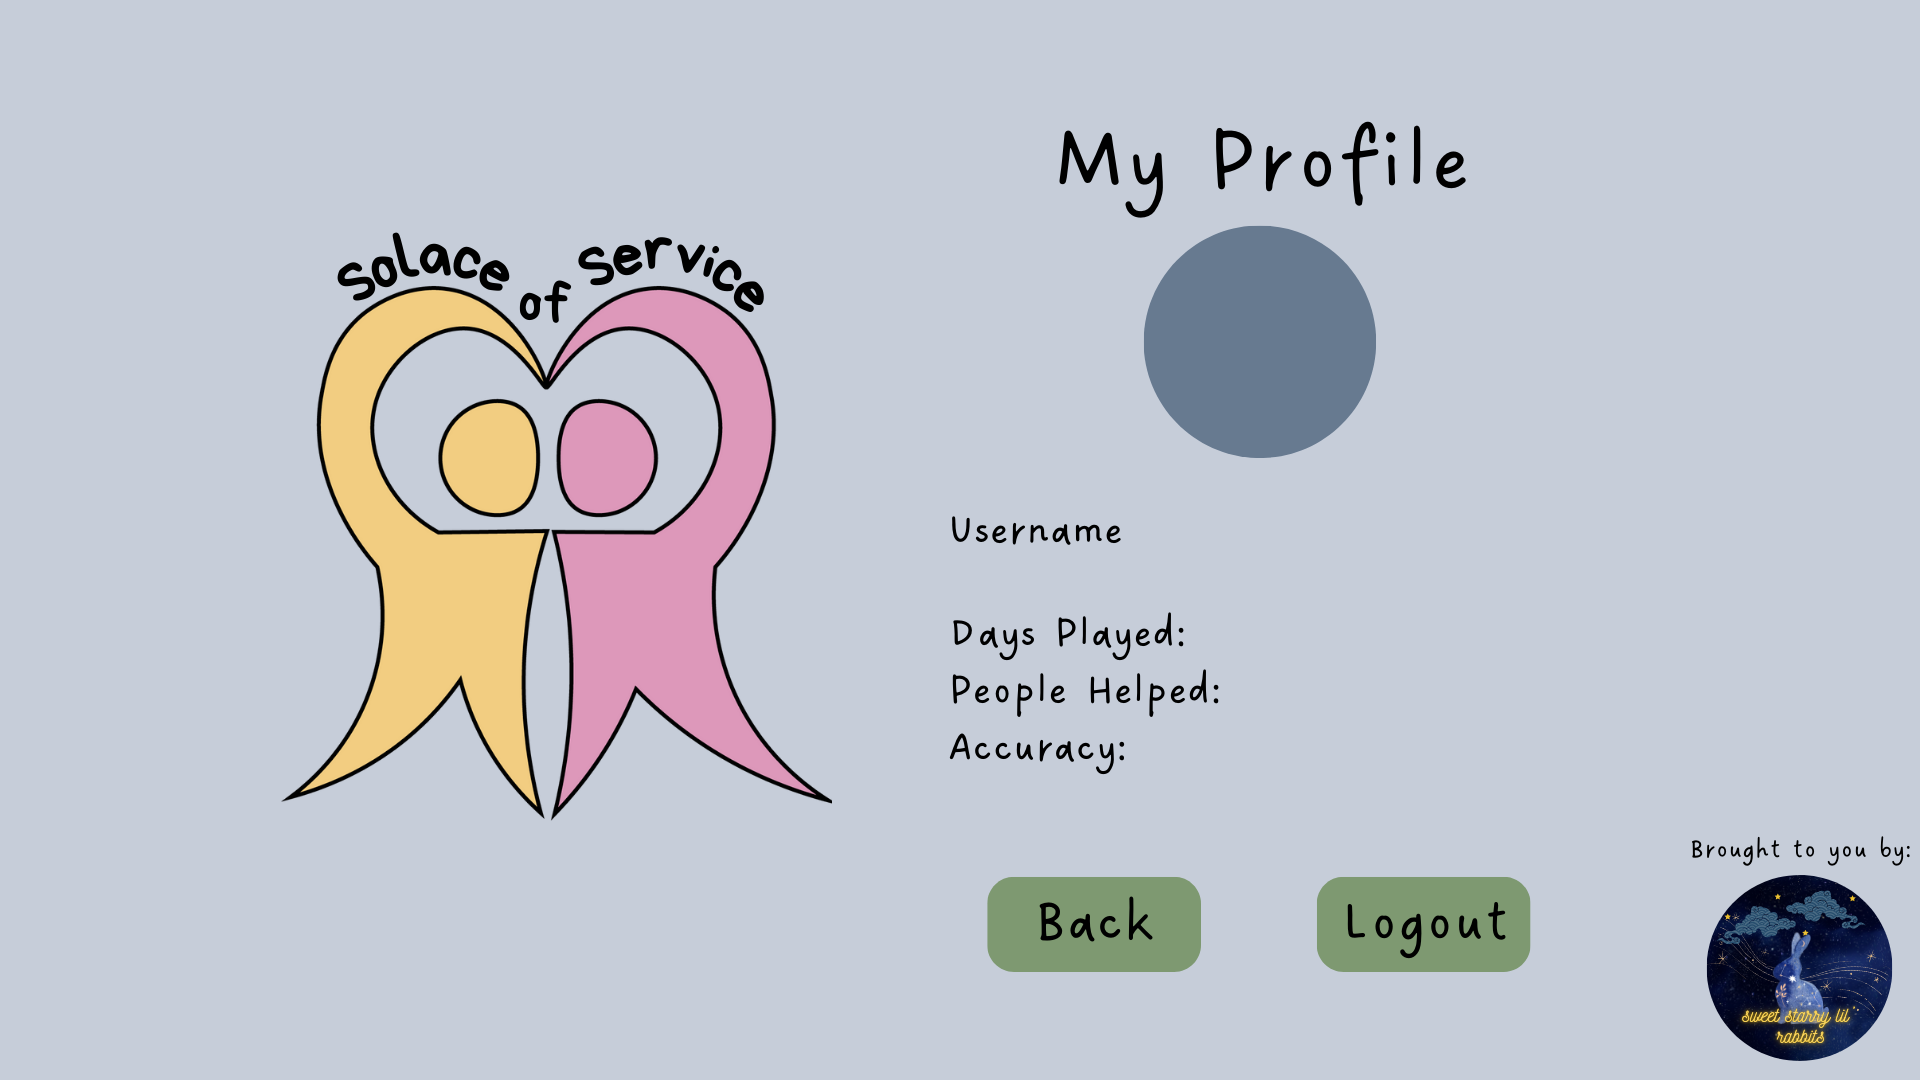 Solace of Service
My Profile
Username
Days Played:
People Helped:
Accuracy:
Back
Logout
Brought to you by:
sweet starry lil
rabbits